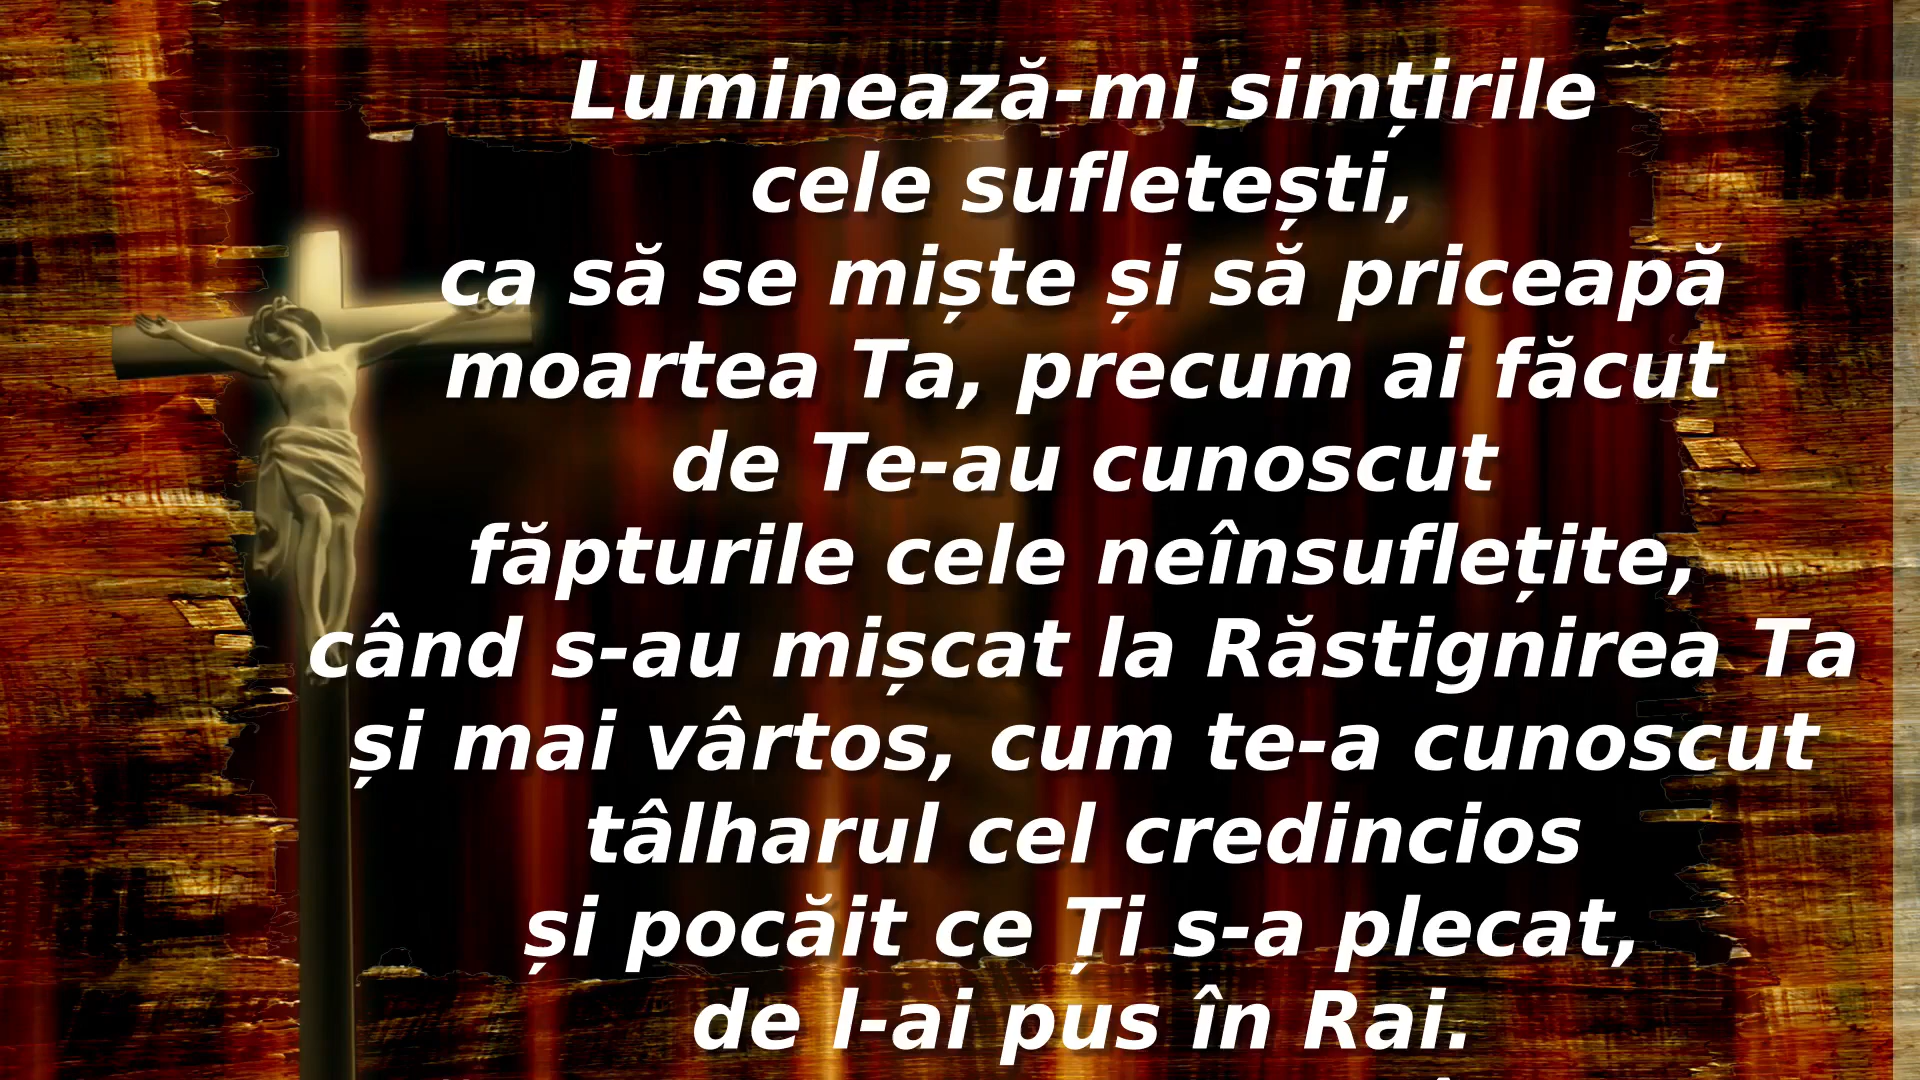 Luminează-mi simțirile
cele sufletești,
ca să se miște și să priceapă
moartea Ta, precum ai făcut
de Te-au cunoscut
făpturile cele neînsuflețite,
când s-au mișcat la Răstignirea Ta
și mai vârtos, cum te-a cunoscut
tâlharul cel credincios
și pocăit ce Ți s-a plecat,
de l-ai pus în Rai.